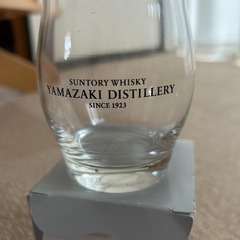 SUNTORY WHISKY
YAMAZAKI DISTILLERY
SINCE 1923